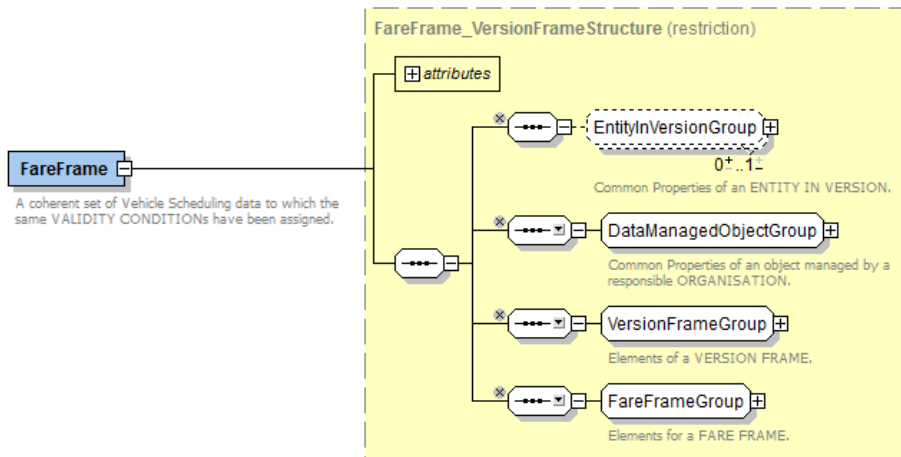 FareFrame_VersionFrameStructure (restriction)
attributes
EntityInVersionGroup
0..1
Common Properties of an ENTITY IN VERSION.
FareFrame
A coherent set of Vehicle Scheduling data to which the
same VALIDITY CONDITIONs have been assigned.
DataManagedObjectGroup
Common Properties of an object managed by a
responsible ORGANISATION.
VersionFrameGroup
Elements of a VERSION FRAME.
FareFrameGroup
Elements for a FARE FRAME.